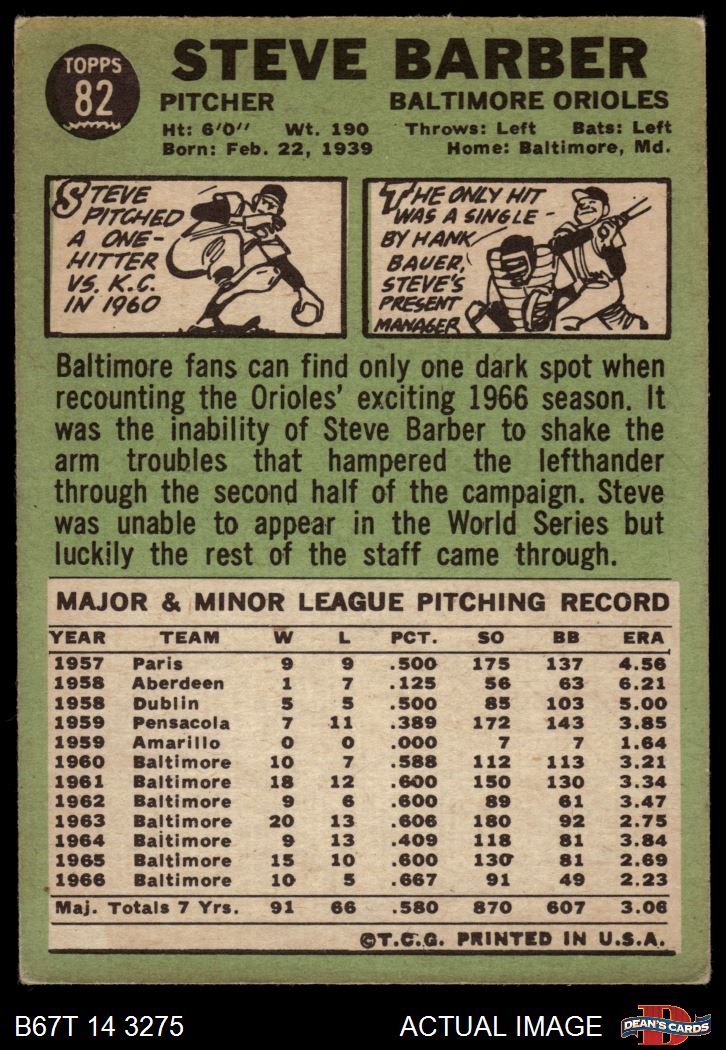 TOPPS
82
STEVE BARBER
PITCHER BALTIMORE ORIOLES
Ht: 6'0" Wt. 190 Throws: Left Bats: Left
Born: Feb. 22, 1939 Home: Baltimore, Md.
STEVE
PITCHED
A ONE-
HITTER
VS. K.C.
IN 1960
THE ONLY HIT
WAS A SINGLE -
BY HANK
BAUER,
STEVE'S
PRESENT
MANAGER
Baltimore fans can find only one dark spot when
recounting the Orioles' exciting 1966 season. It
was the inability of Steve Barber to shake the
arm troubles that hampered the lefthander
through the second half of the campaign. Steve
was unable to appear in the World Series but
luckily the rest of the staff came through.
MAJOR & MINOR LEAGUE PITCHING RECORD
YEAR TEAM W L PCT. SO BB ERA
1957 Paris 9 9 .500 175 137 4.56
1958 Aberdeen 1 7 .125 56 63 6.21
1958 Dublin 5 5 .500 85 103 5.00
1959 Pensacola 7 11 .389 172 143 3.85
1959 Amarillo 0 0 .000 7 7 1.64
1960 Baltimore 10 7 .588 112 113 3.21
1961 Baltimore 18 12 .600 150 130 3.34
1962 Baltimore 9 6 .600 89 61 3.47
1963 Baltimore 20 13 .606 180 92 2.75
1964 Baltimore 9 13 .409 118 81 3.84
1965 Baltimore 15 10 .600 130 81 2.69
1966 Baltimore 10 5 .667 91 49 2.23
Maj. Totals 7 Yrs. 91 66 .580 870 607 3.06
©T.C.G. PRINTED IN U.S.A.
B67T 14 3275 ACTUAL IMAGE
D
DEAN'S CARDS